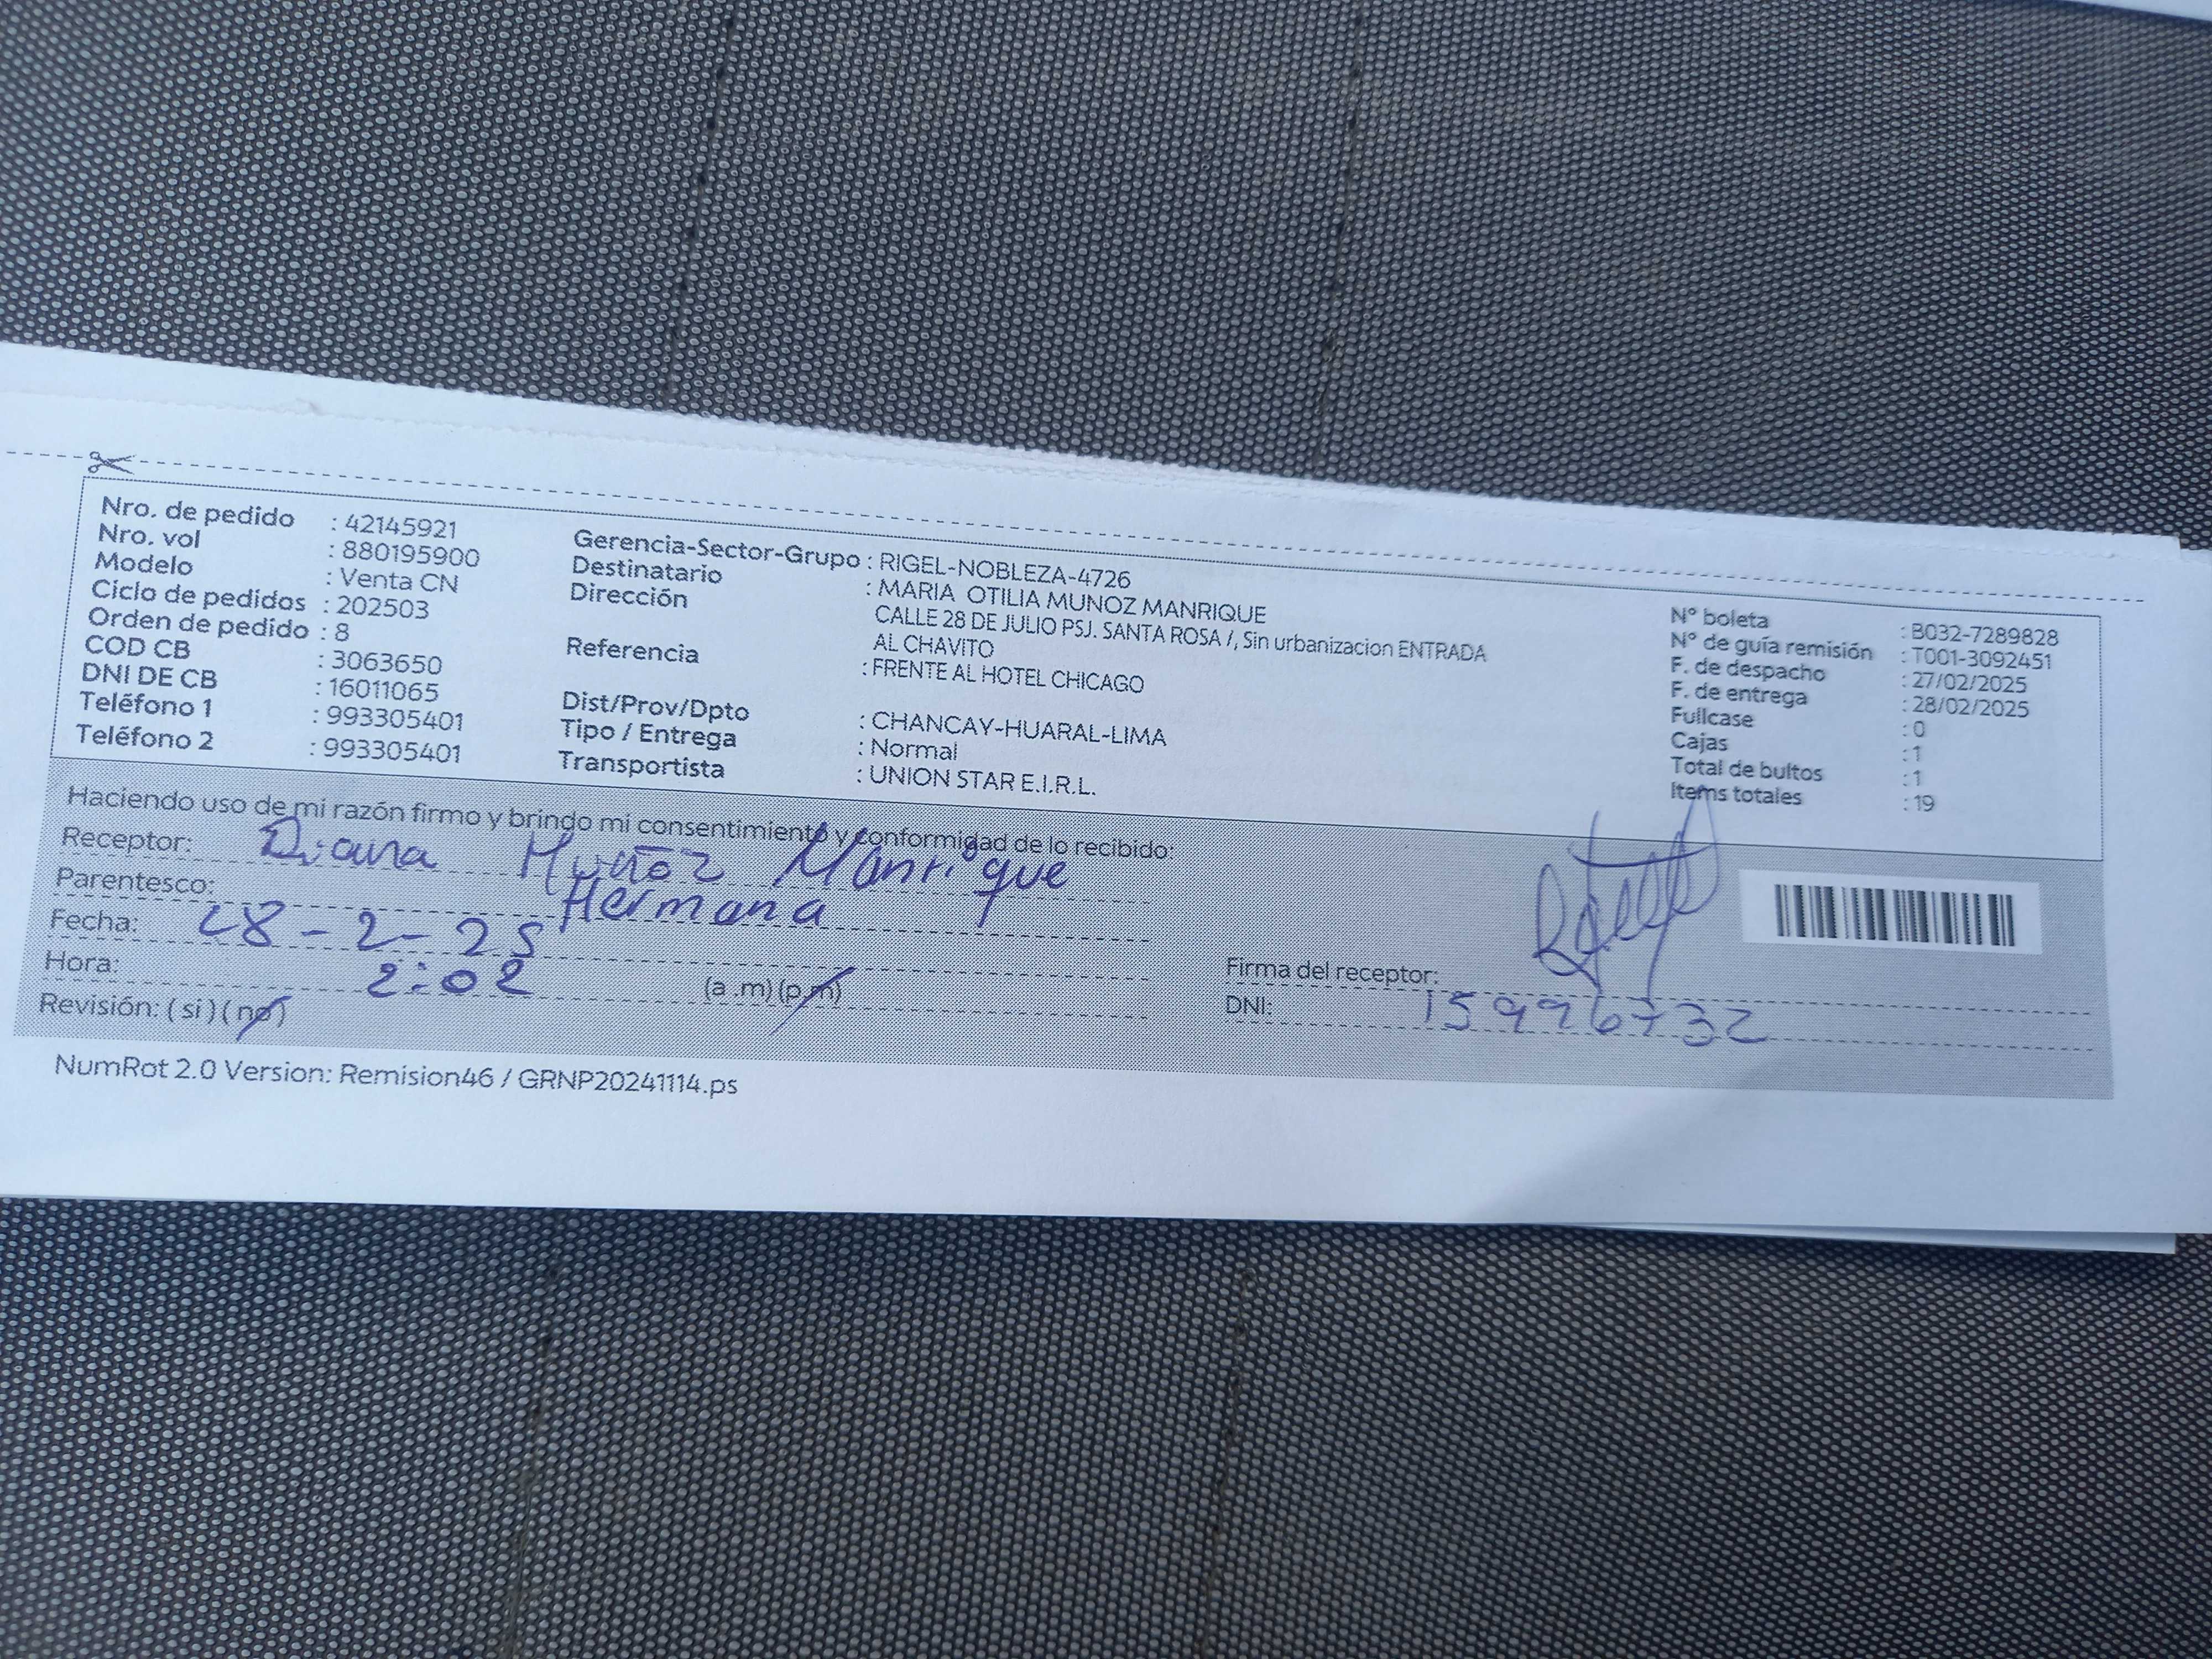 Nro. de pedido : 42145921
Nro. vol : 880195900
Modelo : Venta CN
Ciclo de pedidos : 202503
Orden de pedido : 8
COD CB : 3063650
DNI DE CB : 16011065
Teléfono 1 : 993305401
Teléfono 2 : 993305401
Gerencia-Sector-Grupo : RIGEL-NOBLEZA-4726
Destinatario : MARIA OTILIA MUNOZ MANRIQUE
Dirección CALLE 28 DE JULIO PSJ. SANTA ROSA /, Sin urbanizacion ENTRADA
AL CHAVITO
Referencia : FRENTE AL HOTEL CHICAGO
Dist/Prov/Dpto : CHANCAY-HUARAL-LIMA
Tipo / Entrega : Normal
Transportista : UNION STAR E.I.R.L.
N° boleta : B032-7289828
N° de guía remisión : T001-3092451
F. de despacho : 27/02/2025
F. de entrega : 28/02/2025
Fullcase : 0
Cajas : 1
Total de bultos : 1
Items totales : 19
Haciendo uso de mi razón firmo y brindo mi consentimiento y conformidad de lo recibido:
Receptor: Diana Muñoz Manrique
Parentesco: Hermana
Fecha: 28-2-25
Hora: 2:02 (a .m) (p.m)
Revisión: ( si ) ( no )
Firma del receptor:
DNI: 15996732
NumRot 2.0 Version: Remision46 / GRNP20241114.ps